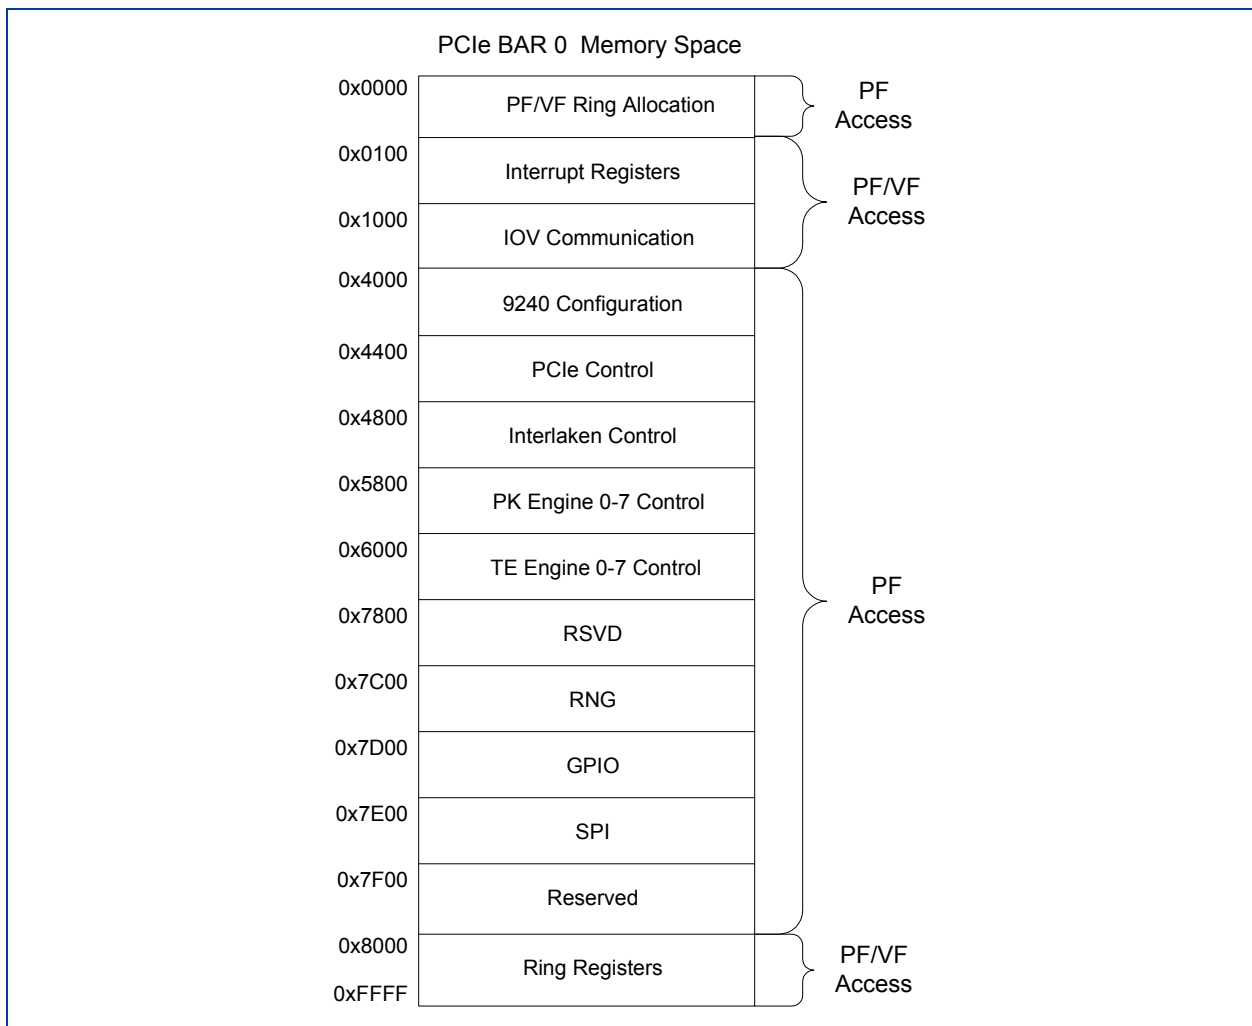 PCIe BAR 0 Memory Space
0x0000
PF/VF Ring Allocation
PF
Access
0x0100
Interrupt Registers
PF/VF
Access
0x1000
IOV Communication
0x4000
9240 Configuration
0x4400
PCIe Control
0x4800
Interlaken Control
0x5800
PK Engine 0-7 Control
0x6000
TE Engine 0-7 Control
PF
Access
0x7800
RSVD
0x7C00
RNG
0x7D00
GPIO
0x7E00
SPI
0x7F00
Reserved
0x8000
Ring Registers
PF/VF
Access
0xFFFF